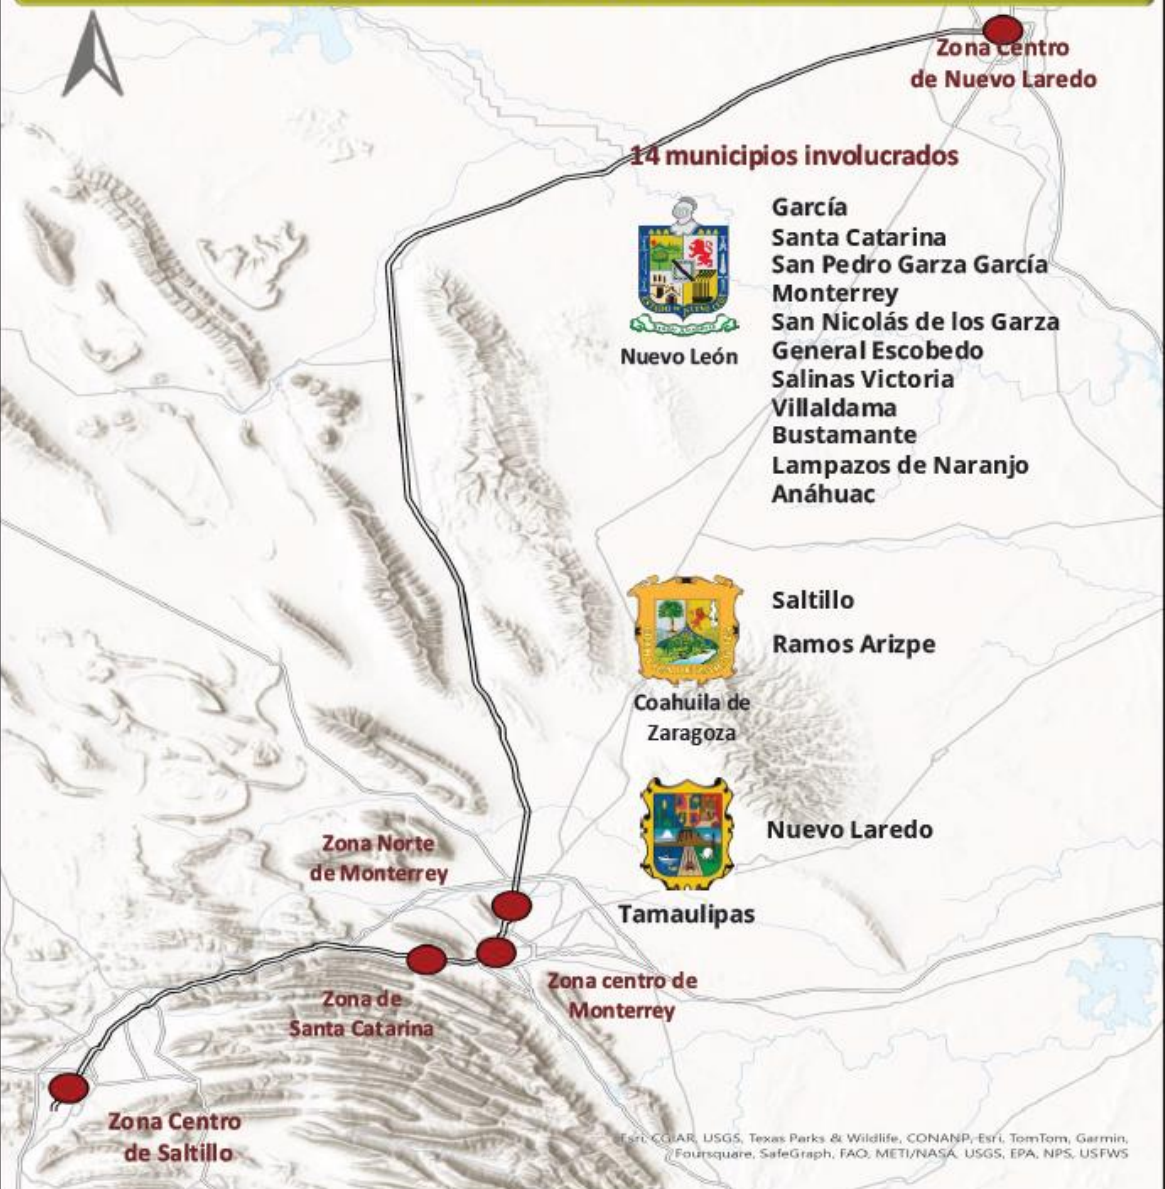 Zona Centro
de Nuevo Laredo
14 municipios involucrados
García
Santa Catarina
San Pedro Garza García
Monterrey
San Nicolás de los Garza
General Escobedo
Salinas Victoria
Villaldama
Bustamante
Lampazos de Naranjo
Anáhuac
Nuevo León
Saltillo
Ramos Arizpe
Coahuila de
Zaragoza
Nuevo Laredo
Tamaulipas
Zona Norte
de Monterrey
Zona centro de
Monterrey
Zona de
Santa Catarina
Zona Centro
de Saltillo
Esri, CGIAR, USGS, Texas Parks & Wildlife, CONANP, Esri, TomTom, Garmin,
Foursquare, SafeGraph, FAO, METI/NASA, USGS, EPA, NPS, USFWS